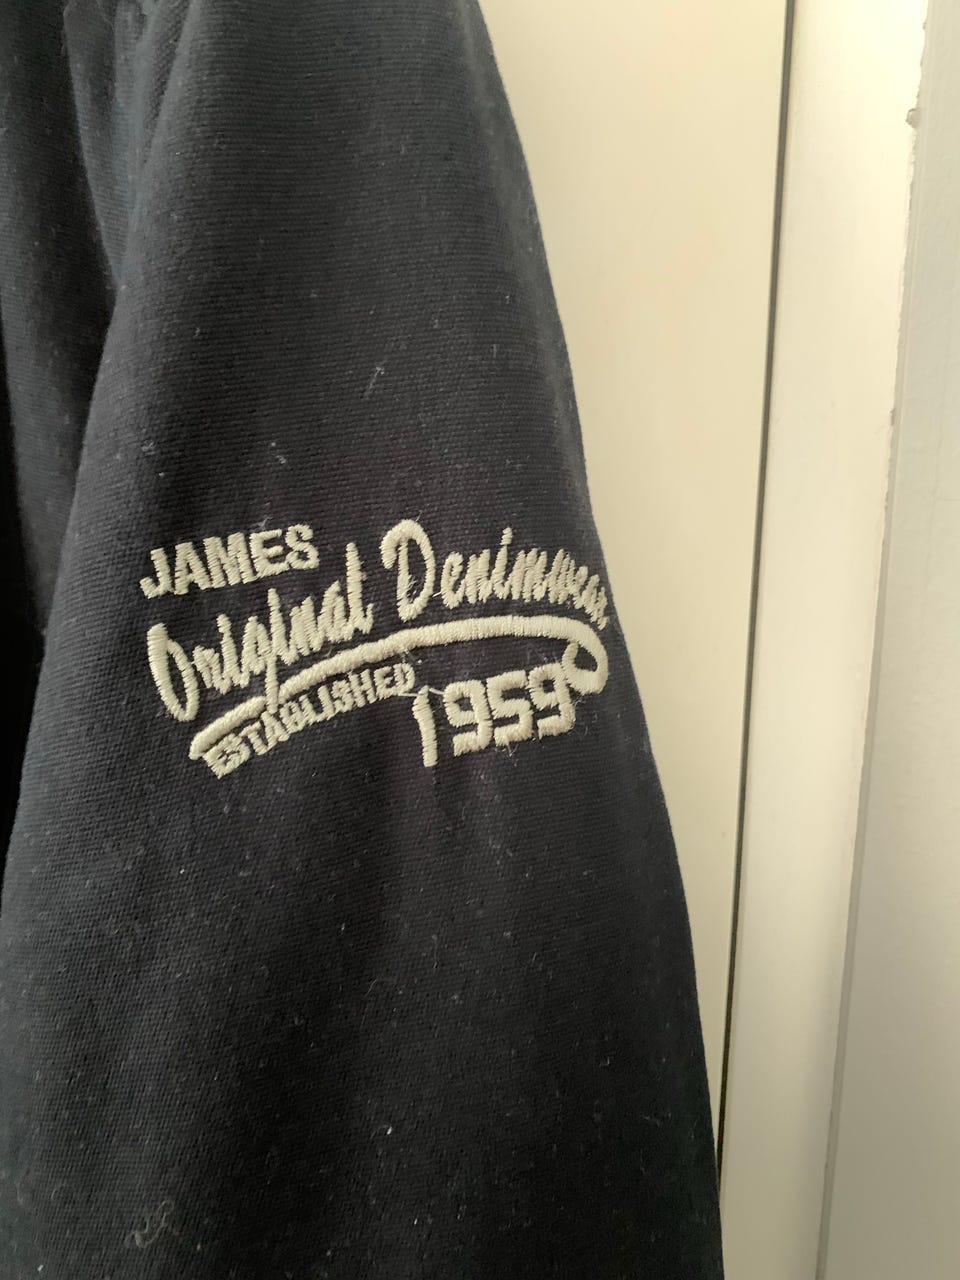 JAMES
Original Denimwear
ESTABLISHED
1959